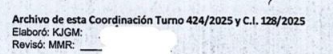 Archivo de esta Coordinación Turno 424/2025 y C.I. 128/2025
Elaboró: KJGM:
Revisó: MMR: